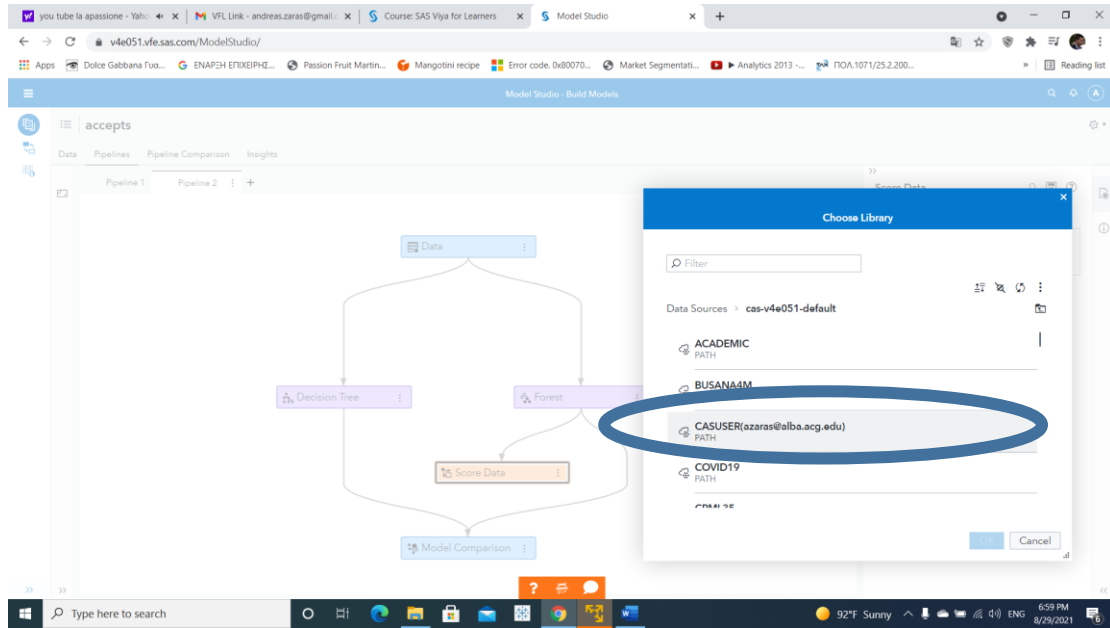 you tube la apassione - Yaho
VFL Link - andreas.zaras@gmail.c
Course: SAS Viya for Learners
Model Studio
v4e051.vfe.sas.com/ModelStudio/
Apps
Dolce Gabbana Γυα...
ΕΝΑΡΞΗ ΕΠΙΧΕΙΡΗΣ...
Passion Fruit Martin...
Mangotini recipe
Error code. 0x80070...
Market Segmentati...
Analytics 2013 -...
ΠΟΛ.1071/25.2.200...
Reading list
Model Studio - Build Models
A
accepts
Data
Pipelines
Pipeline Comparison
Insights
Pipeline 1
Pipeline 2
Score Data
Choose Library
Data
Filter
Data Sources > cas-v4e051-default
ACADEMIC
PATH
BUSANA4M
Decision Tree
Forest
CASUSER(azaras@alba.acg.edu)
PATH
Score Data
COVID19
PATH
Model Comparison
OK
Cancel
Type here to search
92°F Sunny
ENG
6:59 PM
8/29/2021
6